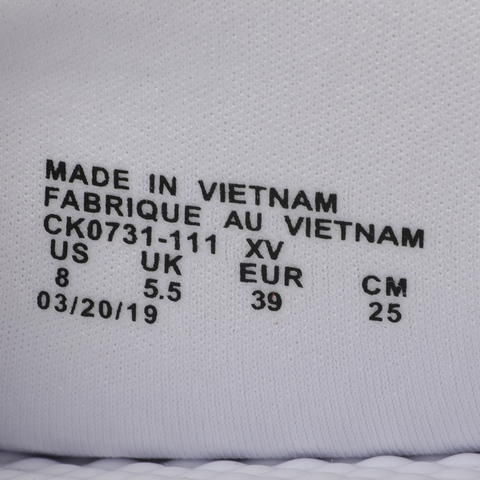 MADE IN VIETNAM
FABRIQUE AU VIETNAM
CK0731-111 XV
US UK EUR CM
8 5.5 39 25
03/20/19